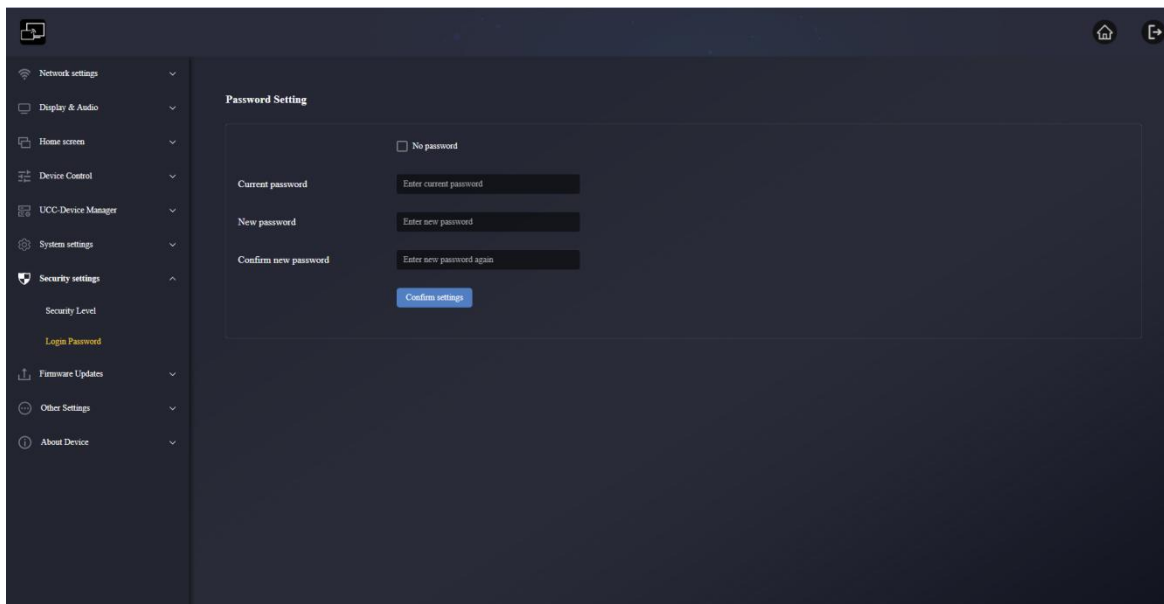 Network settings
Display & Audio
Home screen
Device Control
UCC-Device Manager
System settings
Security settings
Security Level
Login Password
Firmware Updates
Other Settings
About Device
Password Setting
No password
Current password Enter current password
New password Enter new password
Confirm new password Enter new password again
Confirm settings